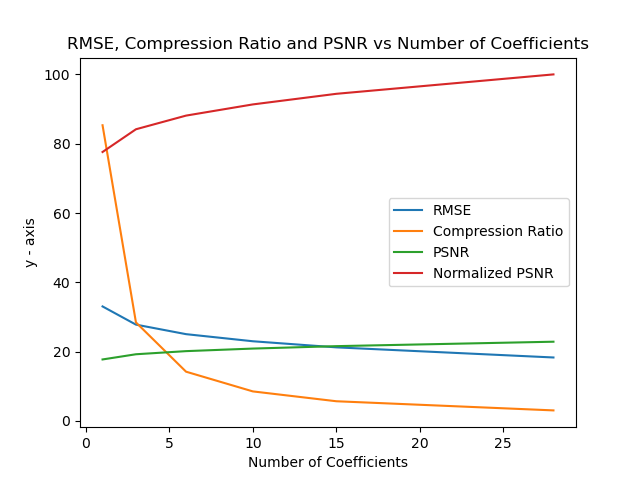 RMSE, Compression Ratio and PSNR vs Number of Coefficients
100
80
60
40
20
0
y - axis
RMSE
Compression Ratio
PSNR
Normalized PSNR
0 5 10 15 20 25
Number of Coefficients